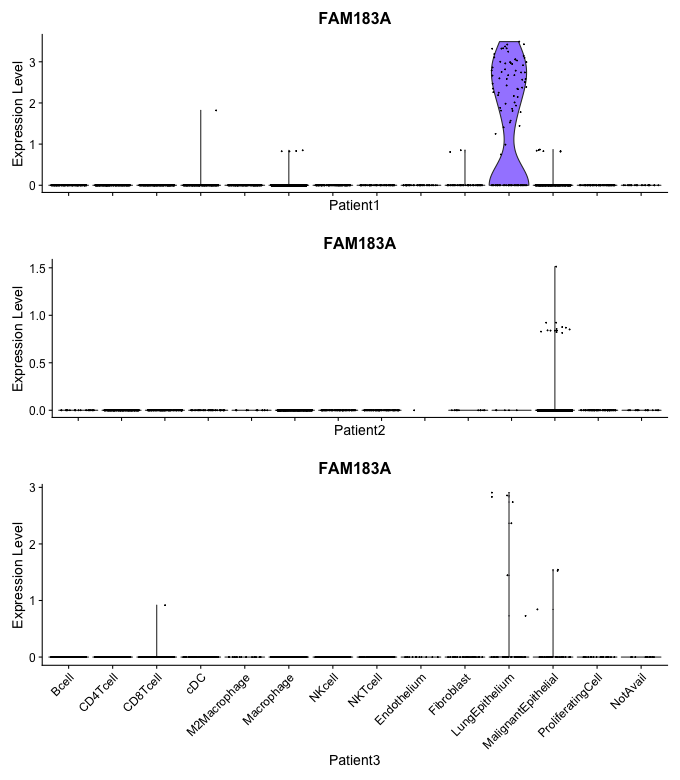 FAM183A
Expression Level
3
2
1
0
Patient1
FAM183A
Expression Level
1.5
1.0
0.5
0.0
Patient2
FAM183A
Expression Level
3
2
1
0
Bcell
CD4Tcell
CD8Tcell
cDC
M2Macrophage
Macrophage
NKcell
NKTcell
Endothelium
Fibroblast
LungEpithelium
MalignantEpithelial
ProliferatingCell
NotAvail
Patient3